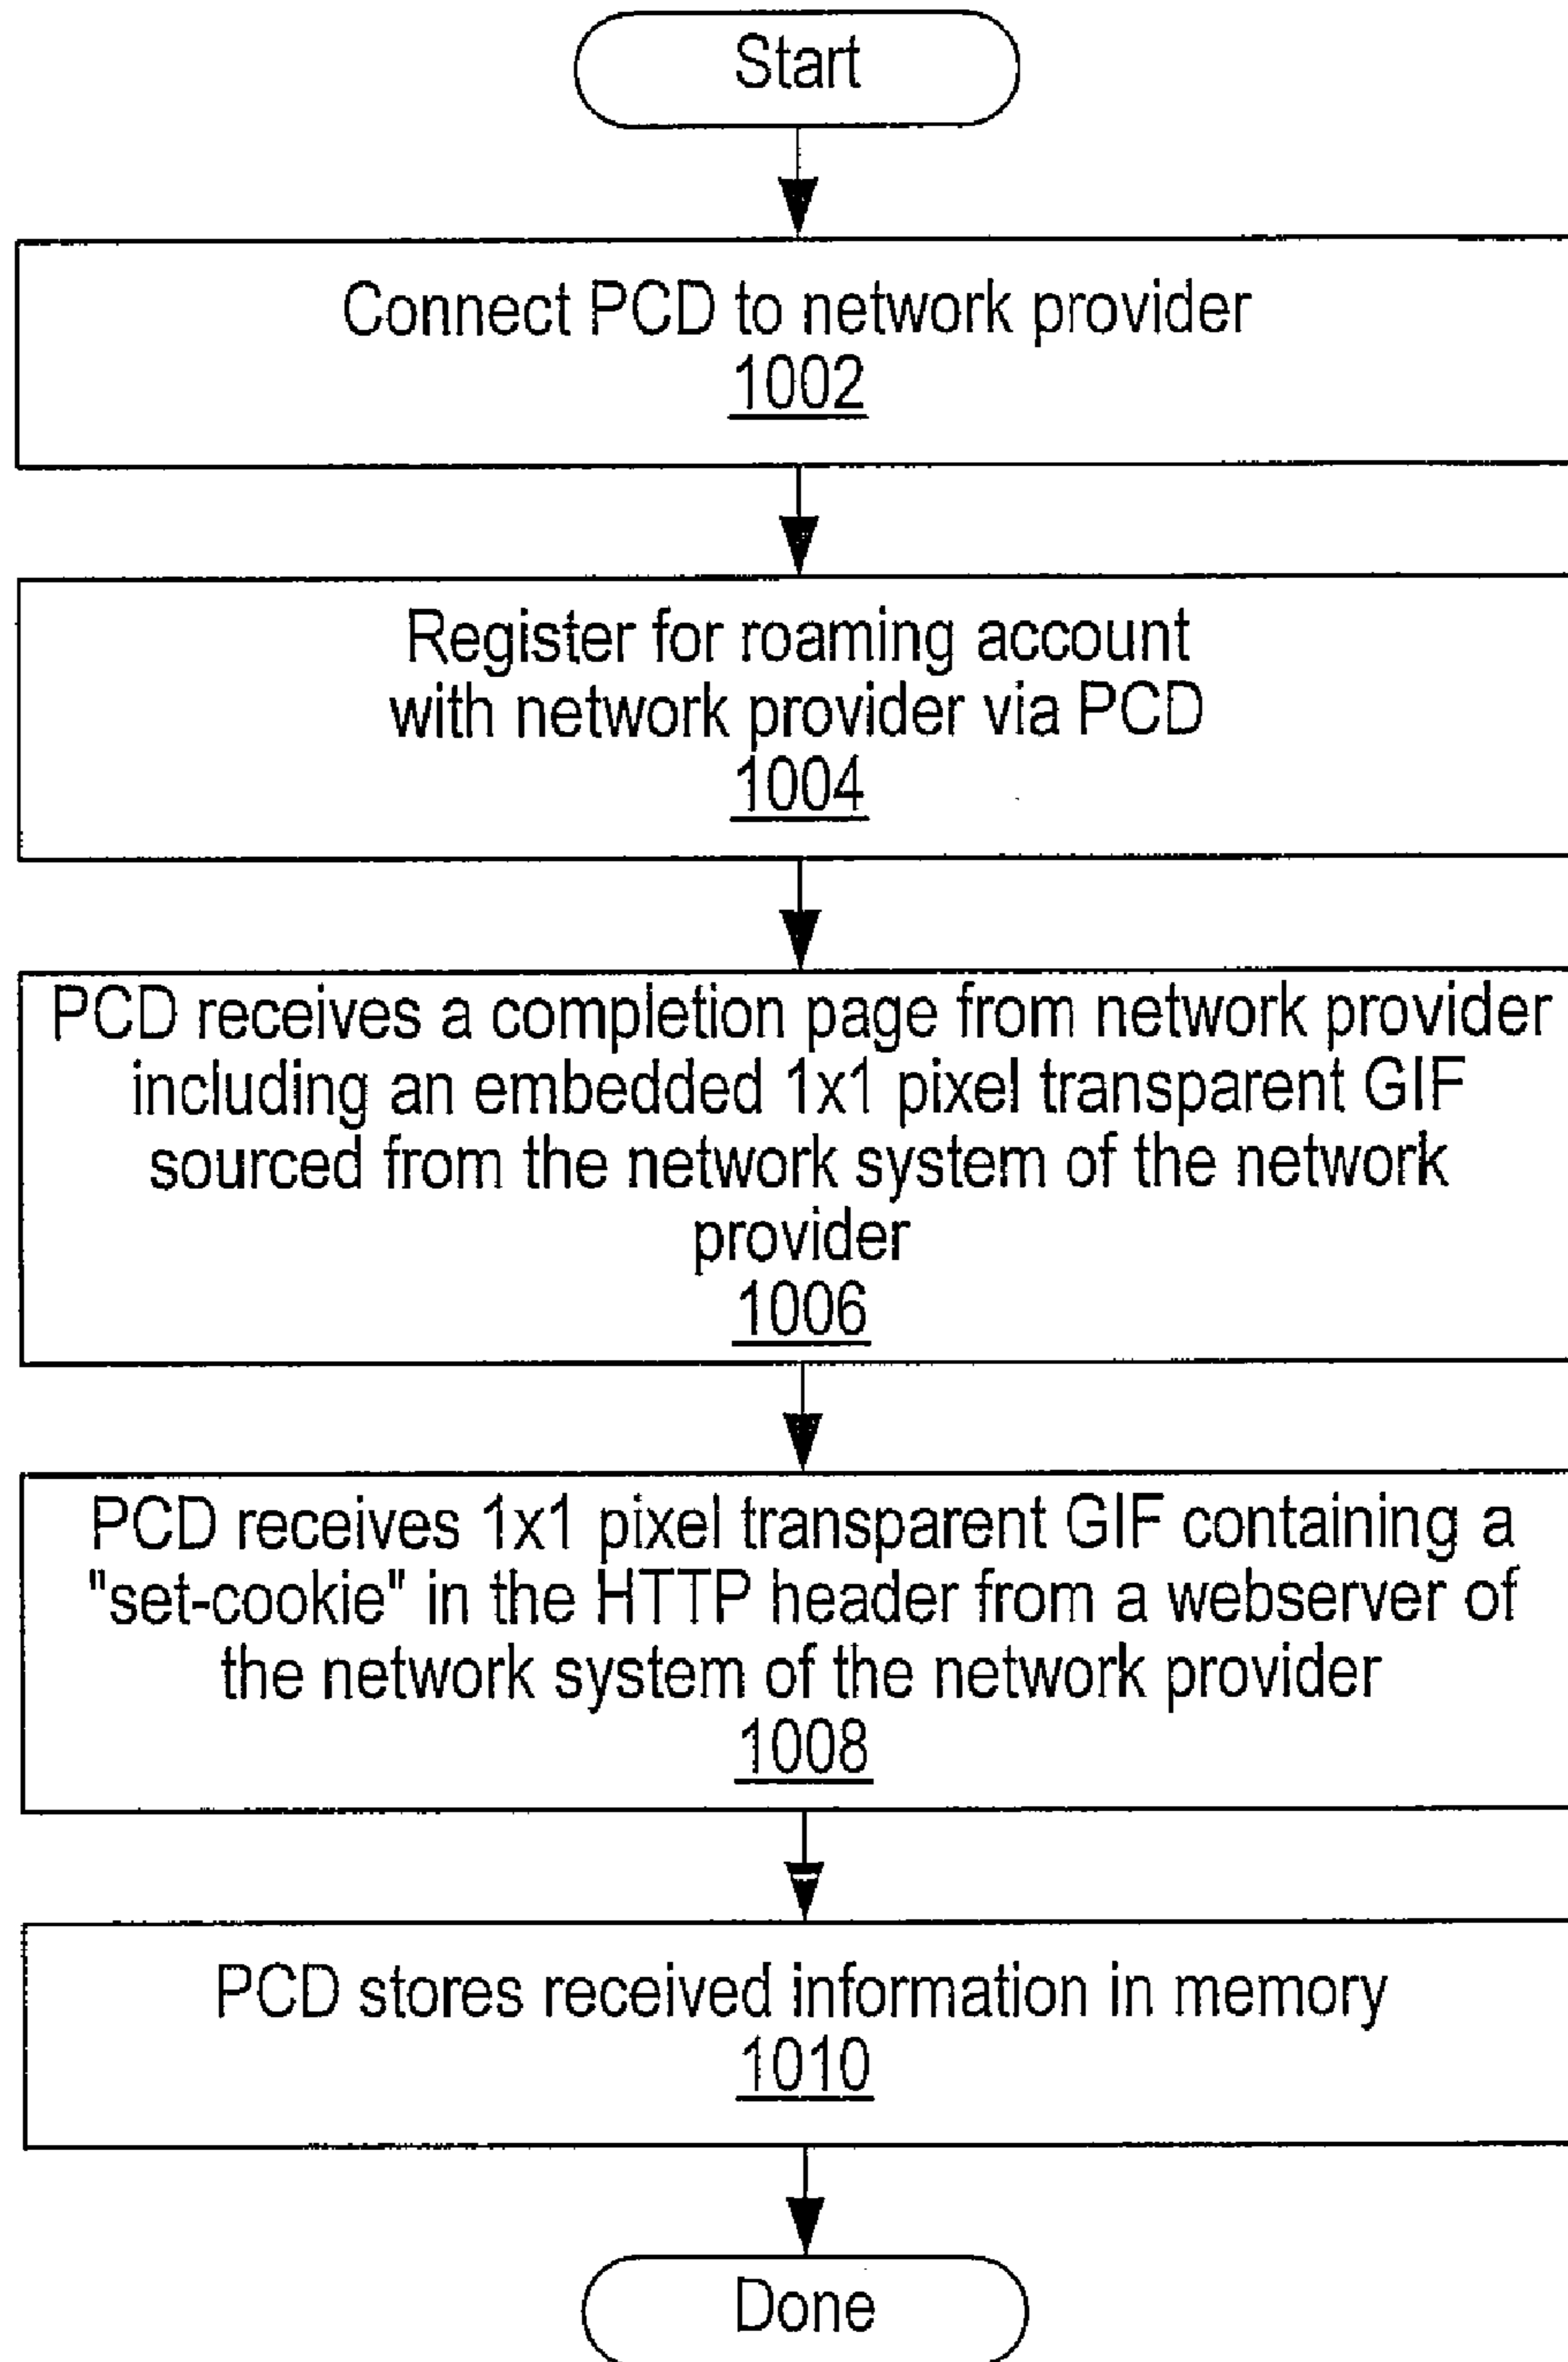 Start
Connect PCD to network provider
1002
Register for roaming account
with network provider via PCD
1004
PCD receives a completion page from network provider
including an embedded 1x1 pixel transparent GIF
sourced from the network system of the network
provider
1006
PCD receives 1x1 pixel transparent GIF containing a
"set-cookie" in the HTTP header from a webserver of
the network system of the network provider
1008
PCD stores received information in memory
1010
Done